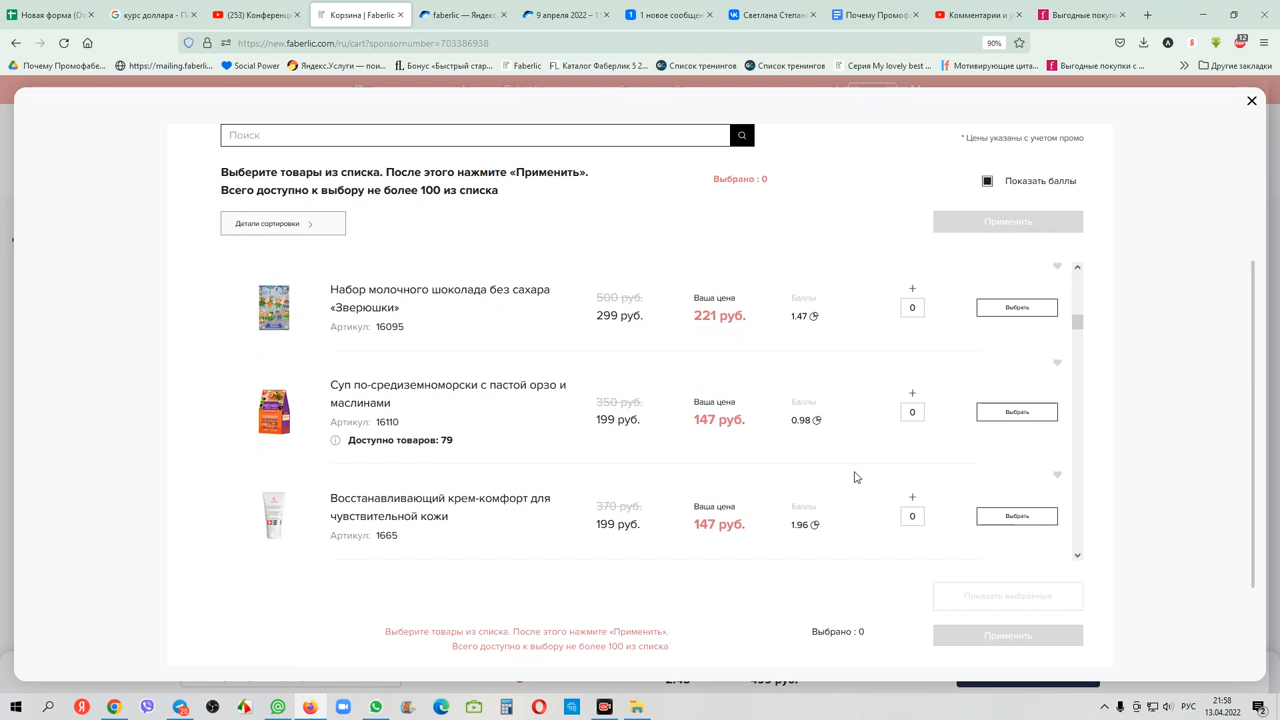 Новая форма (О
курс доллара - П
(253) Конференц
Корзина | Faberlic
faberlic — Яндекс
9 апреля 2022 – 1
1 новое сообщен
Светлана Степан
Почему Промоф
Комментарии и
Выгодные покуп
https://new.faberlic.com/ru/cart?sponsornumber=703386938
90%
Почему Промофабе...
https://mailing.faberli...
Social Power
Яндекс.Услуги — пои...
Бонус «Быстрый стар...
Faberlic
FL Каталог Фаберлик 5 2...
Список тренингов
Список тренингов
Серия My lovely best ...
Мотивирующие цита...
Выгодные покупки с...
Другие закладки
Поиск
* Цены указаны с учетом промо
Выберите товары из списка. После этого нажмите «Применить».
Всего доступно к выбору не более 100 из списка
Выбрано : 0
Показать баллы
Детали сортировки
Применить
Набор молочного шоколада без сахара
«Зверюшки»
Артикул: 16095
500 руб.
299 руб.
Ваша цена
221 руб.
Баллы
1.47
+
0
Выбрать
Суп по-средиземноморски с пастой орзо и
маслинами
Артикул: 16110
Доступно товаров: 79
350 руб.
199 руб.
Ваша цена
147 руб.
Баллы
0.98
+
0
Выбрать
Восстанавливающий крем-комфорт для
чувствительной кожи
Артикул: 1665
370 руб.
199 руб.
Ваша цена
147 руб.
Баллы
1.96
+
0
Выбрать
Показать выбранные
Выберите товары из списка. После этого нажмите «Применить».
Всего доступно к выбору не более 100 из списка
Выбрано : 0
Применить
РУС
21:58
13.04.2022